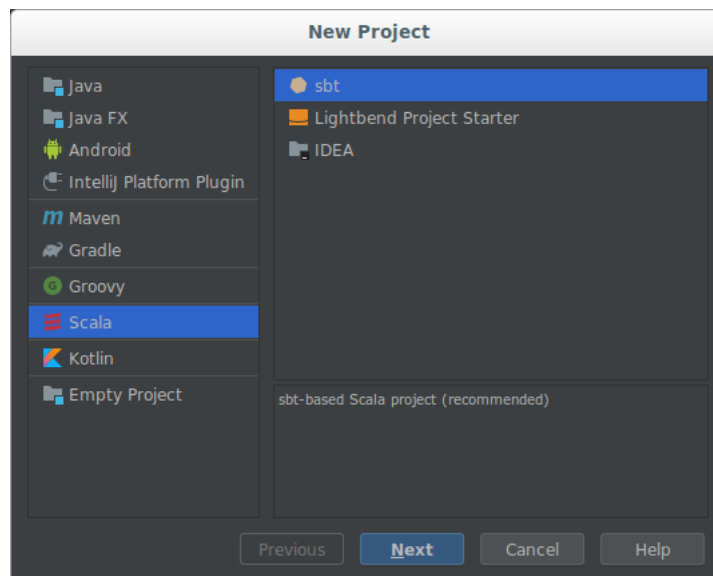 New Project
Java
Java FX
Android
IntelliJ Platform Plugin
m Maven
Gradle
G Groovy
Scala
Kotlin
Empty Project
sbt
Lightbend Project Starter
IDEA
sbt-based Scala project (recommended)
Previous Next Cancel Help